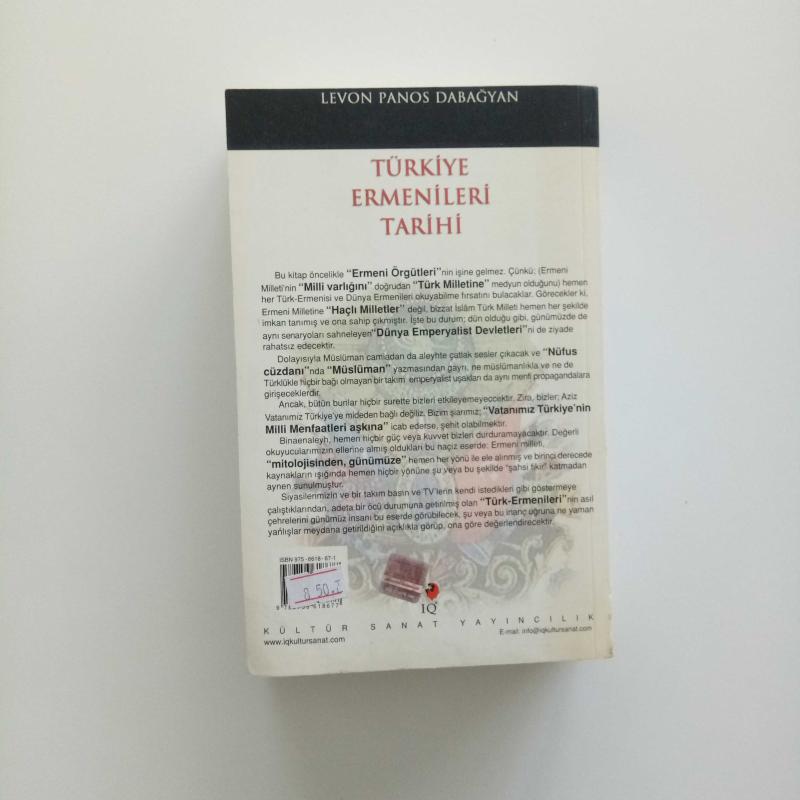 LEVON PANOS DABAĞYAN
TÜRKİYE
ERMENİLERİ
TARİHİ
Bu kitap öncelikle “Ermeni Örgütleri”nin işine gelmez. Çünkü; (Ermeni
Milleti'nin “Milli varlığını” doğrudan “Türk Milletine” medyun olduğunu) hemen
her Türk-Ermenisi ve Dünya Ermenileri okuyabilme fırsatını bulacaklar. Görecekler ki,
Ermeni Milletine “Haçlı Milletler” değil, bizzat İslâm Türk Milleti hemen her şekilde
imkan tanımış ve ona sahip çıkmıştır. İşte bu durum; dün olduğu gibi, günümüzde de
aynı senaryoları sahneleyen “Dünya Emperyalist Devletleri”ni de ziyade
rahatsız edecektir.
Dolayısıyla Müslüman camiadan da aleyhte çatlak sesler çıkacak ve “Nüfus
cüzdanı”nda “Müslüman” yazmasından gayrı, ne müslümanlıkla ve ne de
Türklükle hiçbir bağı olmayan bir takım emperyalist uşakları da aynı menfi propagandalara
girişeceklerdir.
Ancak, bütün bunlar hiçbir surette bizleri etkileyemeyeccektir. Zira, bizler; Aziz
Vatanımız Türkiye'ye mideden bağlı değiliz. Bizim şiarımız; “Vatanımız Türkiye'nin
Milli Menfaatleri aşkına” icab ederse, şehit olabilmektir.
Binaenaleyh, hemen hiçbir güç veya kuvvet bizleri durduramayacaktır. Değerli
okuyucularımızın ellerine almış oldukları bu naçiz eserde; Ermeni milleti,
“mitolojisinden, günümüze” hemen her yönü ile ele alınmış ve birinci derecede
kaynakların ışığında hemen hiçbir yönüne şu veya bu şekilde “şahsi fikir” katmadan
aynen sunulmuştur.
Siyasilerimizin ve bir takım basın ve TV'lerin kendi istedikleri gibi göstermeye
çalıştıklarından, adeta bir öcü durumuna getirilmiş olan “Türk-Ermenileri”nin asıl
çehrelerini günümüz insanı bu eserde görübilecek, şu veya bu inanç uğruna ne yaman
yanlışlar meydana getirildiğini açıklıkla görüp, ona göre değerlendirecektir.
ISBN 975-6618-67-1
8.50
IQ
KÜLTÜR SANAT YAYINCILIK
www.iqkultursanat.com
E-mail: info@iqkultursanat.com